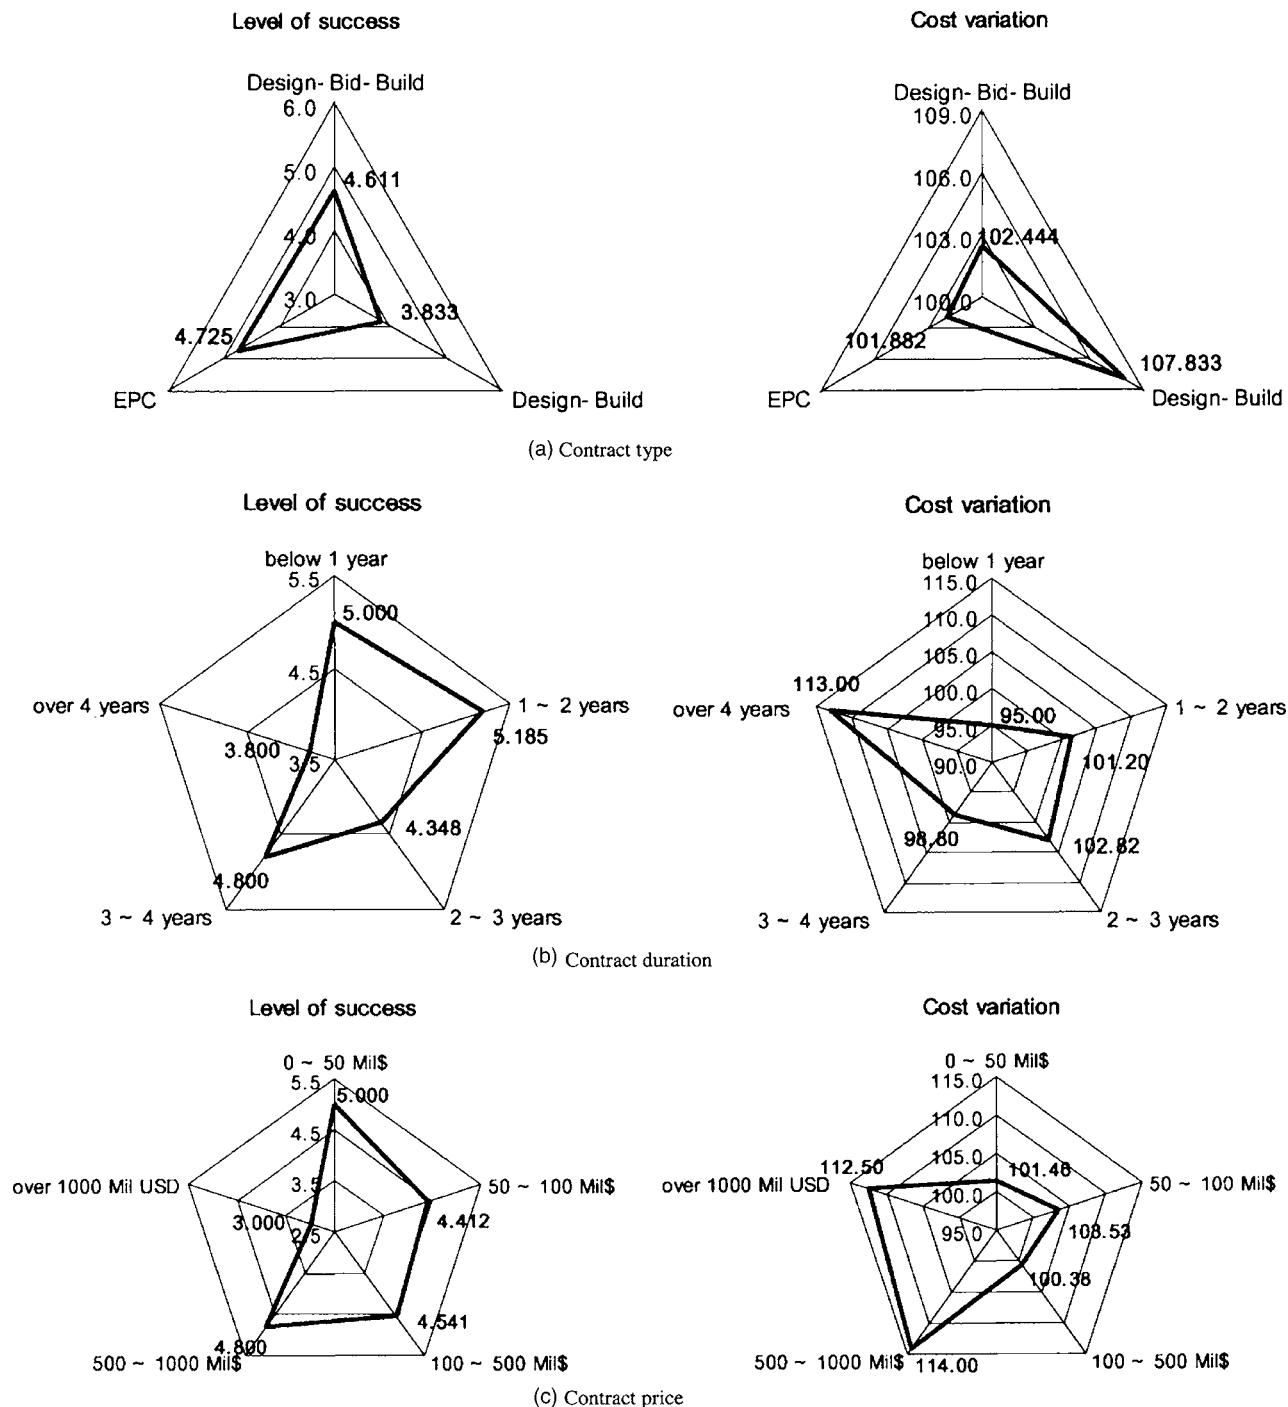 Level of success
Cost variation
Design- Bid- Build
6.0
5.0
4.611
4.0
3.0
3.833
4.725
EPC
Design- Build
Design- Bid- Build
109.0
106.0
103.0
102.444
100.0
101.882
107.833
EPC
Design- Build
(a) Contract type
Level of success
Cost variation
below 1 year
5.5
5.000
4.5
over 4 years
1 ~ 2 years
5.185
3.800
3.5
4.348
4.800
3 ~ 4 years
2 ~ 3 years
below 1 year
115.0
110.0
105.0
113.00
100.0
over 4 years
95.00
1 ~ 2 years
95.0
90.0
101.20
98.80
102.82
3 ~ 4 years
2 ~ 3 years
(b) Contract duration
Level of success
Cost variation
0 ~ 50 Mil$
5.5
5.000
4.5
over 1000 Mil USD
3.5
50 ~ 100 Mil$
3.000
4.412
2.5
4.541
4.800
500 ~ 1000 Mil$
100 ~ 500 Mil$
0 ~ 50 Mil$
115.0
110.0
105.0
112.50
101.46
over 1000 Mil USD
50 ~ 100 Mil$
100.0
95.0
103.53
100.38
500 ~ 1000 Mil$
114.00
100 ~ 500 Mil$
(c) Contract price